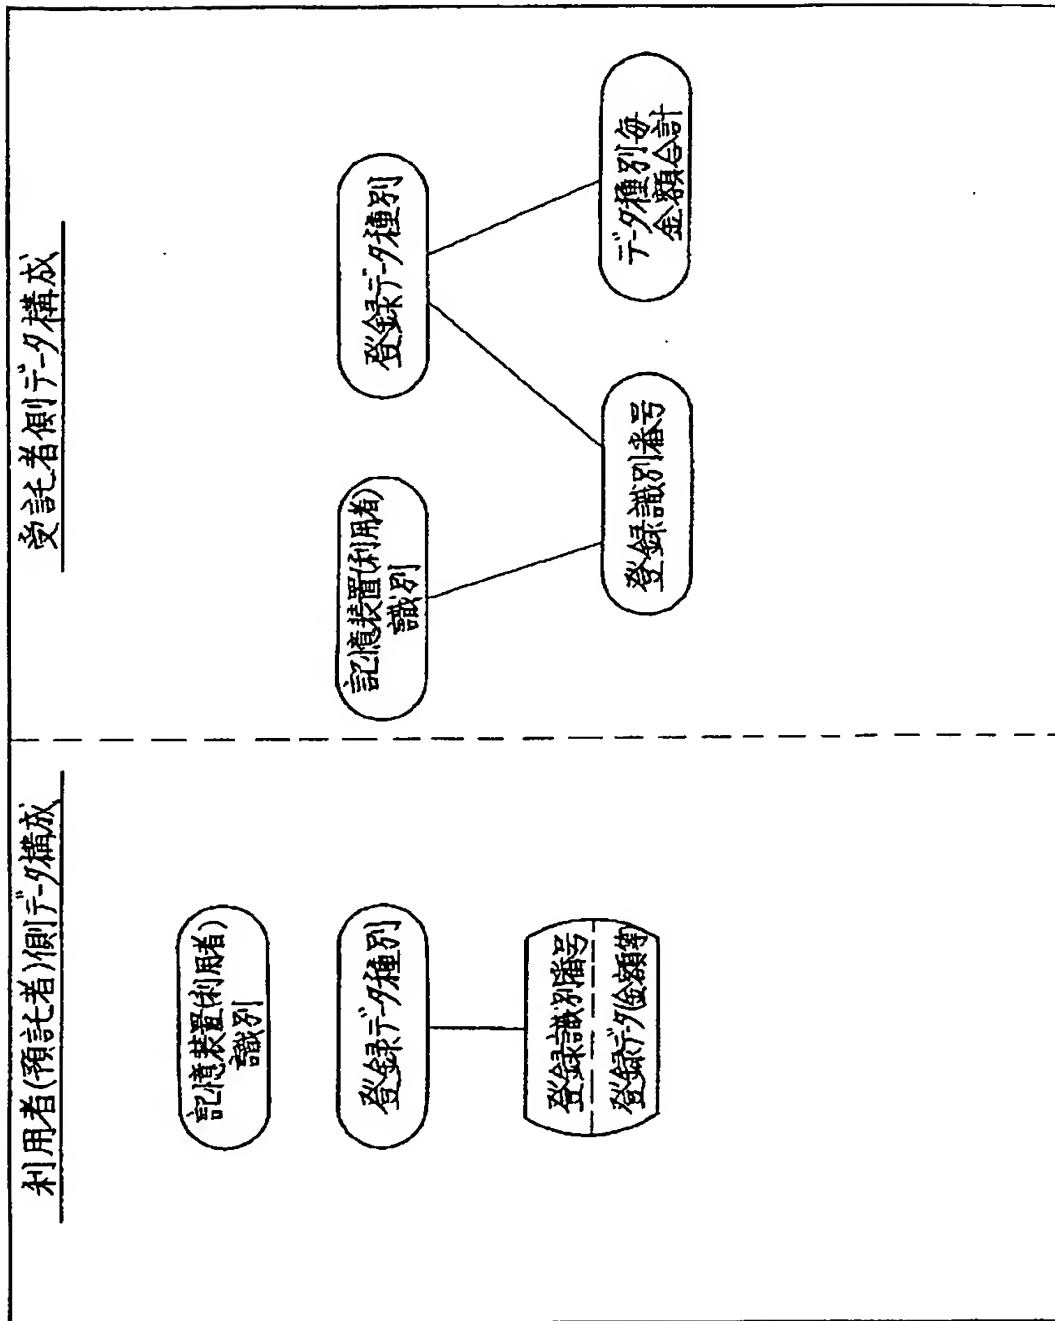 利用者(預託者)側データ構成
記憶装置(利用者)
識別
登録データ種別
登録識別番号
登録データ(金額等)
受託者側データ構成
記憶装置(利用者)
識別
登録データ種別
登録識別番号
データ種別毎
金額合計